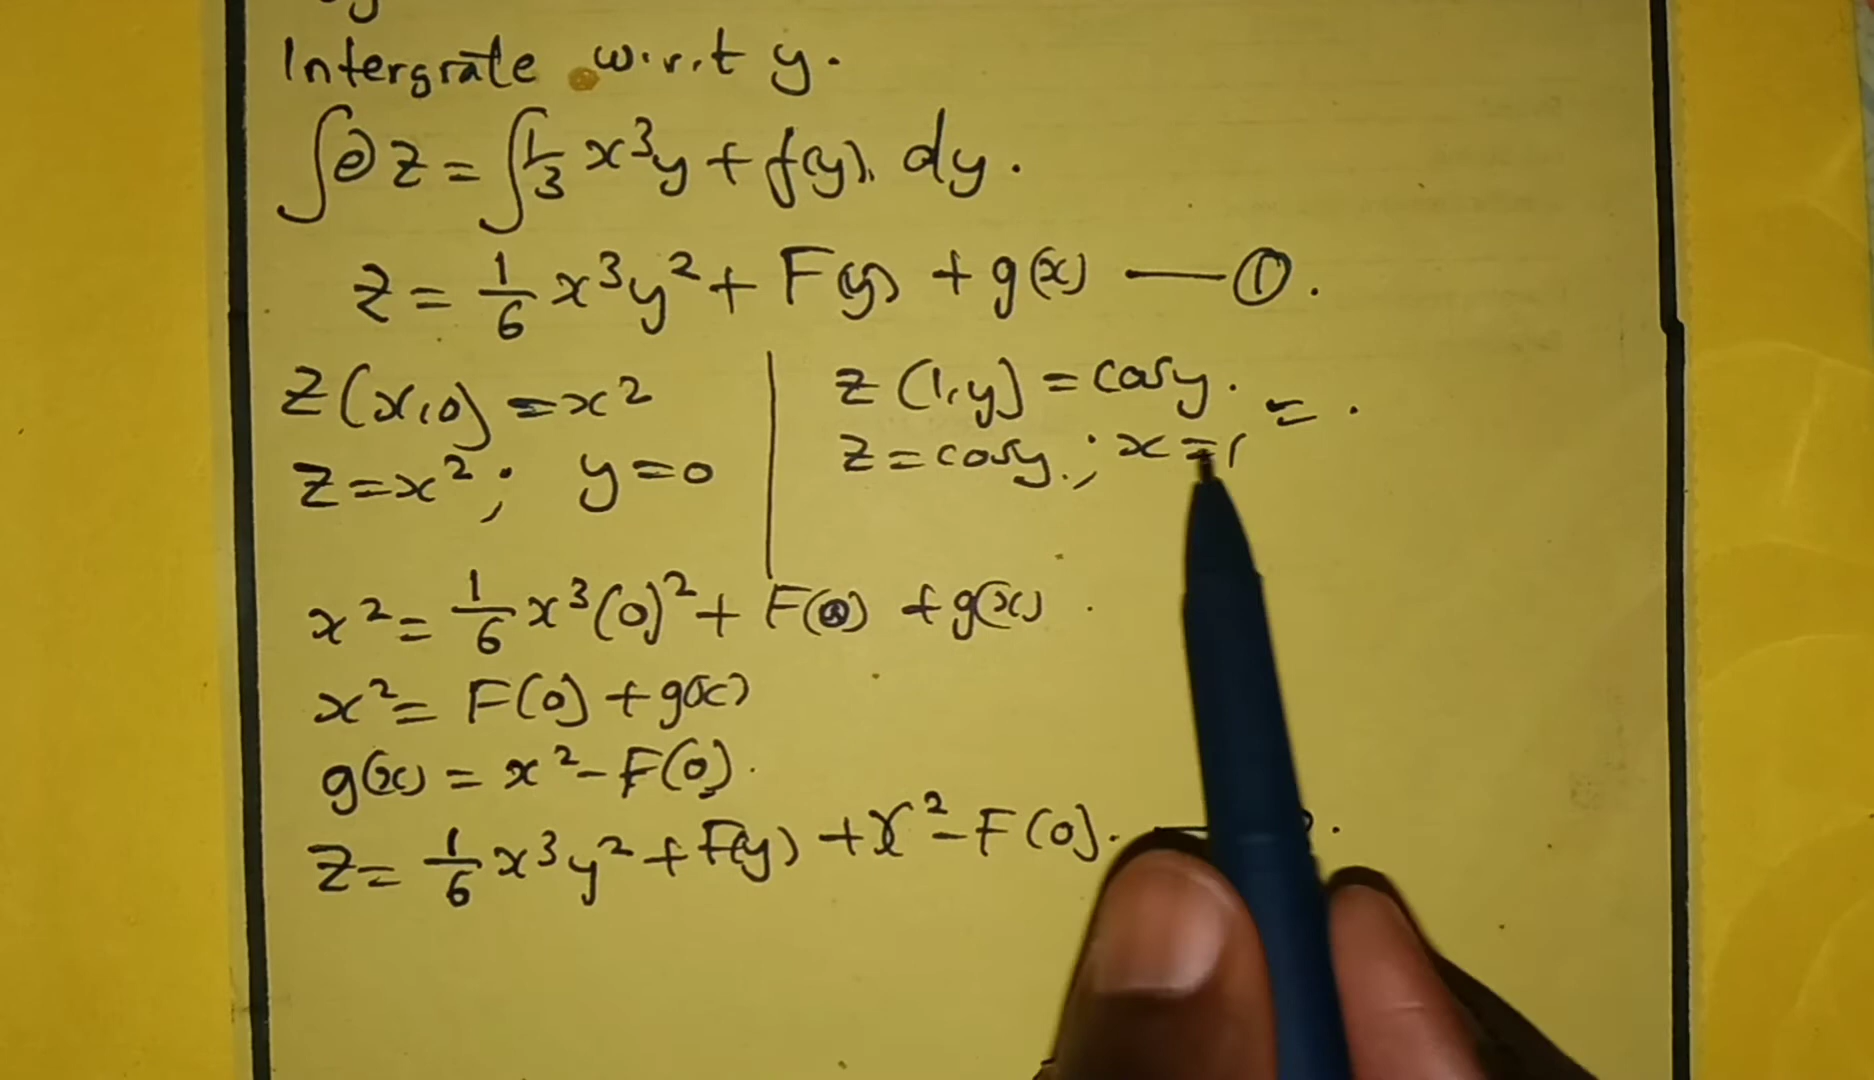 Intergrate w.r.t y.
∫∂z = ∫⅓ x³y + f(y). dy.
z = 1/6 x³y² + F(y) + g(x) — ①.
z(x,0) = x²
z = x²; y = 0
z(1,y) = cosy. = .
z = cosy.; x = 1
x² = 1/6 x³(0)² + F(0) + g(x).
x² = F(0) + g(x)
g(x) = x² - F(0).
z = 1/6 x³y² + F(y) + x² - F(0). —